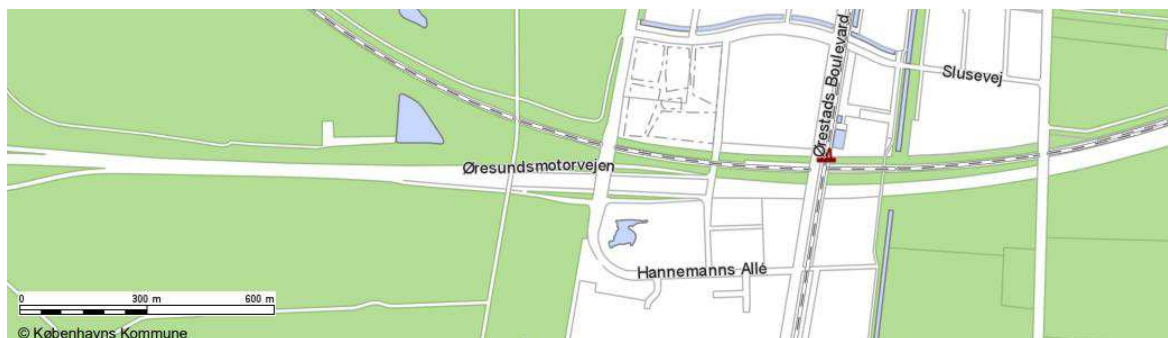 Ørestads Boulevard
Slusevej
Øresundsmotorvejen
Hannemanns Allé
0 300 m 600 m
© Københavns Kommune